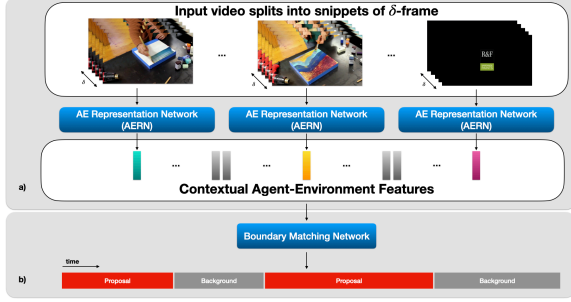 Input video splits into snippets of δ-frame
...
...
R&F
δ
δ
δ
AE Representation Network
(AERN)
AE Representation Network
(AERN)
AE Representation Network
(AERN)
...
...
...
...
Contextual Agent-Environment Features
a)
Boundary Matching Network
time
b)
Proposal
Background
Proposal
Background